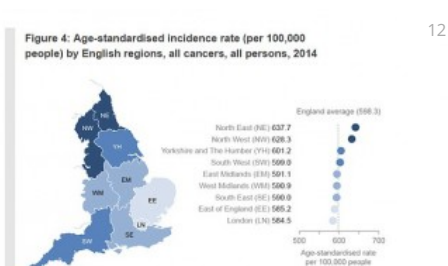 12
Figure 4: Age-standardised incidence rate (per 100,000
people) by English regions, all cancers, all persons, 2014
England average (598.3)
North East (NE) 637.7
North West (NW) 628.3
Yorkshire and The Humber (YH) 601.2
South West (SW) 599.0
East Midlands (EM) 591.1
West Midlands (WM) 590.9
South East (SE) 590.0
East of England (EE) 585.2
London (LN) 584.5
NE
NW
YH
EM
WM
EE
LN
SW
SE
500 600 700
Age-standardised rate
per 100,000 people